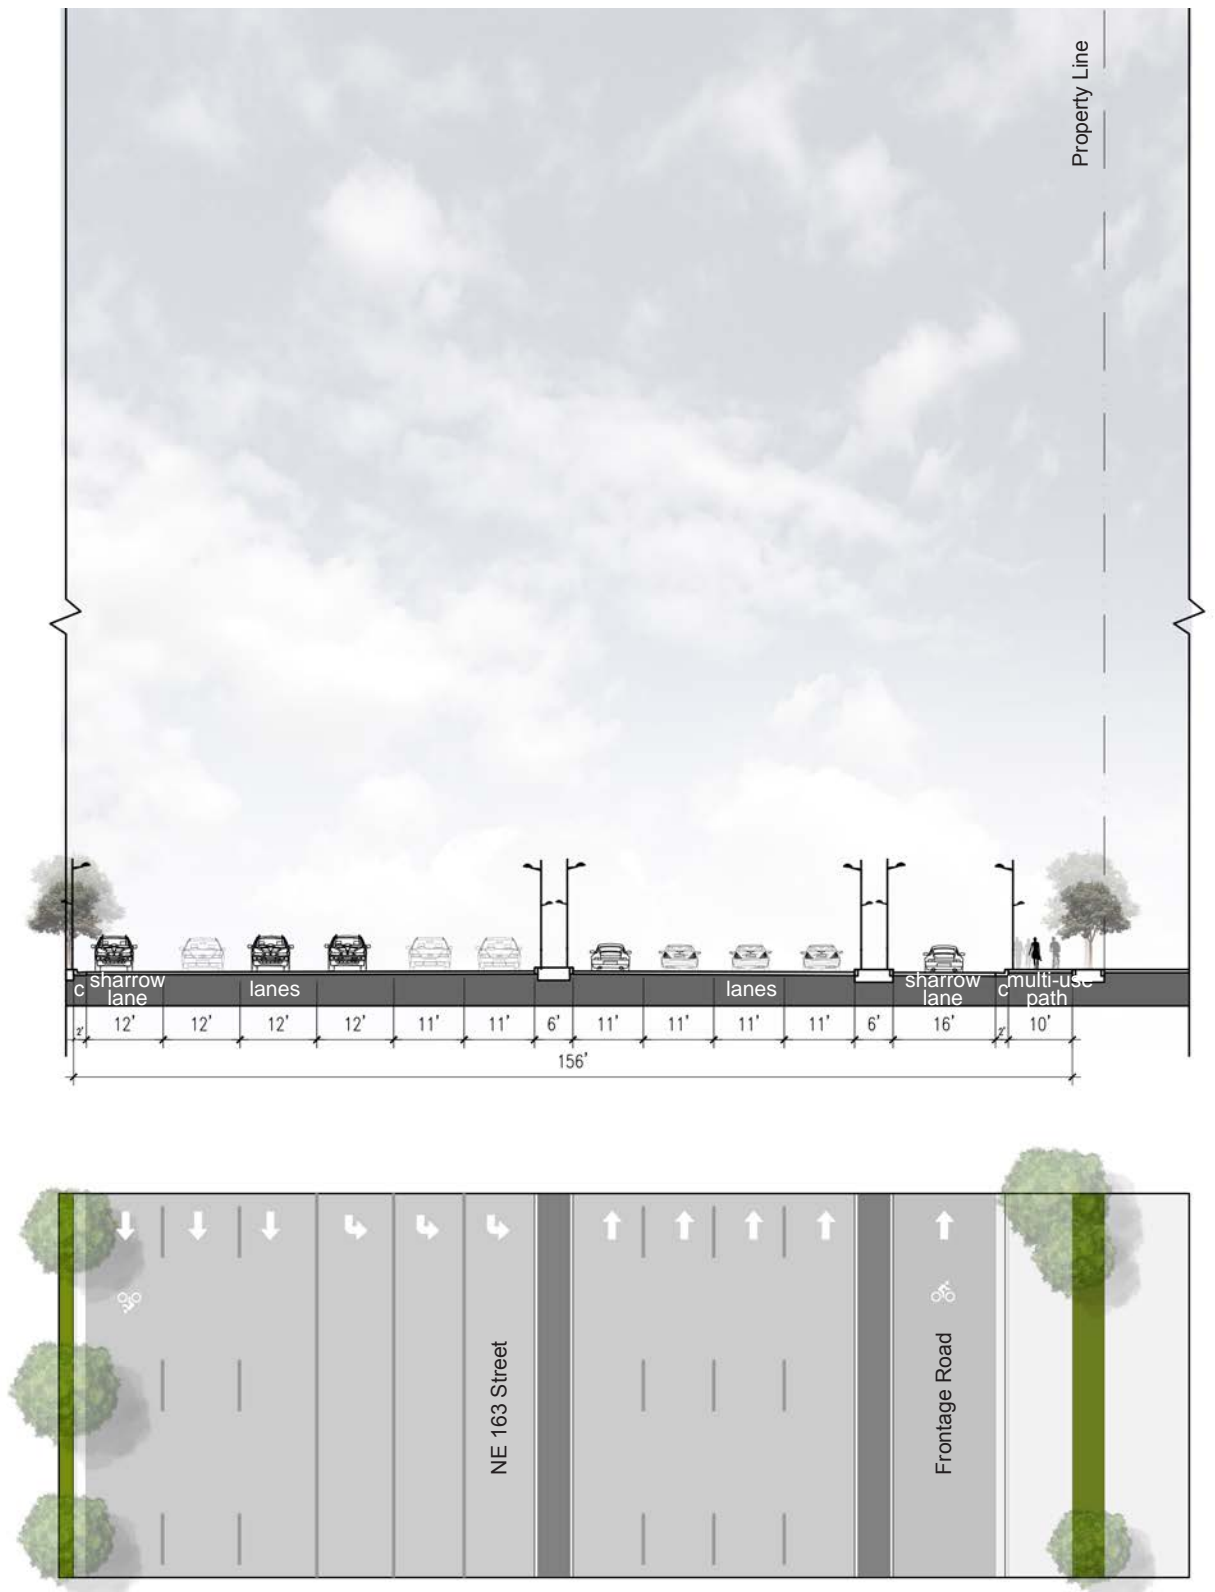 Property Line
c
sharrow
lane
lanes
lanes
sharrow
lane
c
multi-use
path
2' 12' 12' 12' 12' 11' 11' 6' 11' 11' 11' 11' 6' 16' 2' 10'
156'
NE 163 Street
Frontage Road